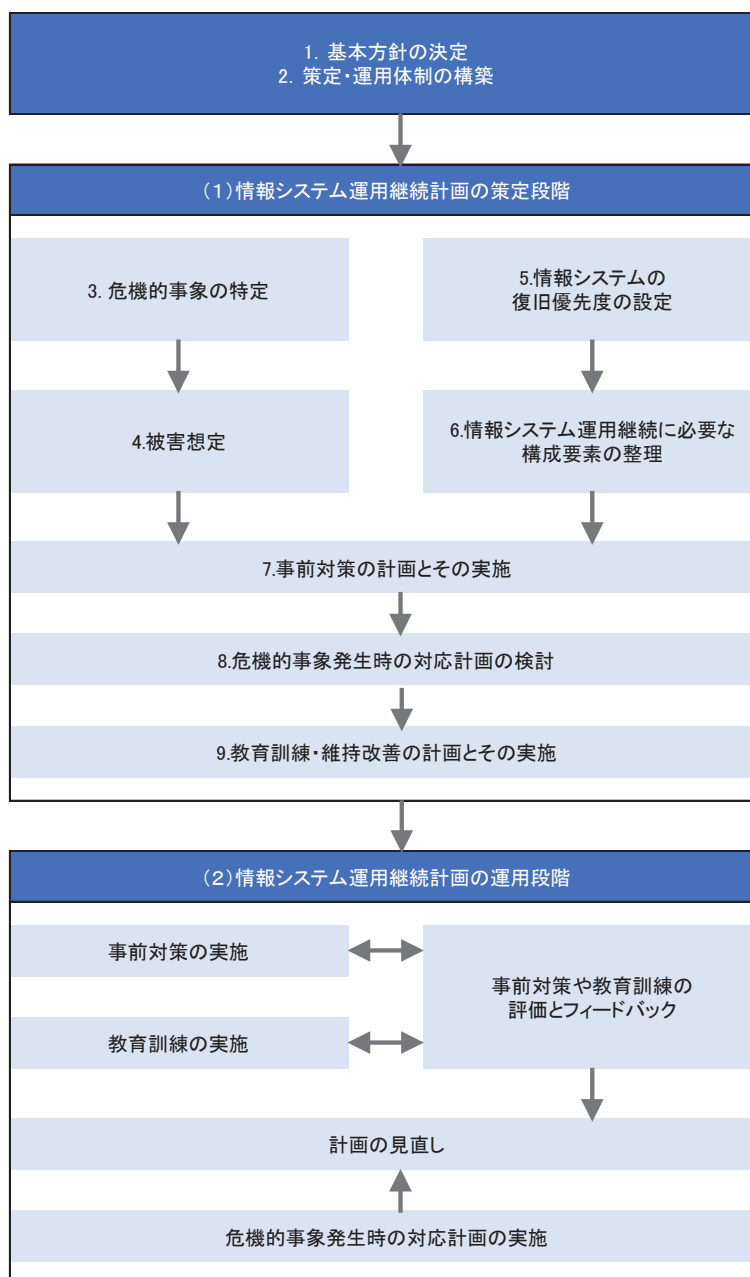 1. 基本方針の決定
2. 策定・運用体制の構築
（1）情報システム運用継続計画の策定段階
3. 危機的事象の特定
4.被害想定
5.情報システムの
復旧優先度の設定
6.情報システム運用継続に必要な
構成要素の整理
7.事前対策の計画とその実施
8.危機的事象発生時の対応計画の検討
9.教育訓練・維持改善の計画とその実施
（2）情報システム運用継続計画の運用段階
事前対策の実施
教育訓練の実施
事前対策や教育訓練の
評価とフィードバック
計画の見直し
危機的事象発生時の対応計画の実施